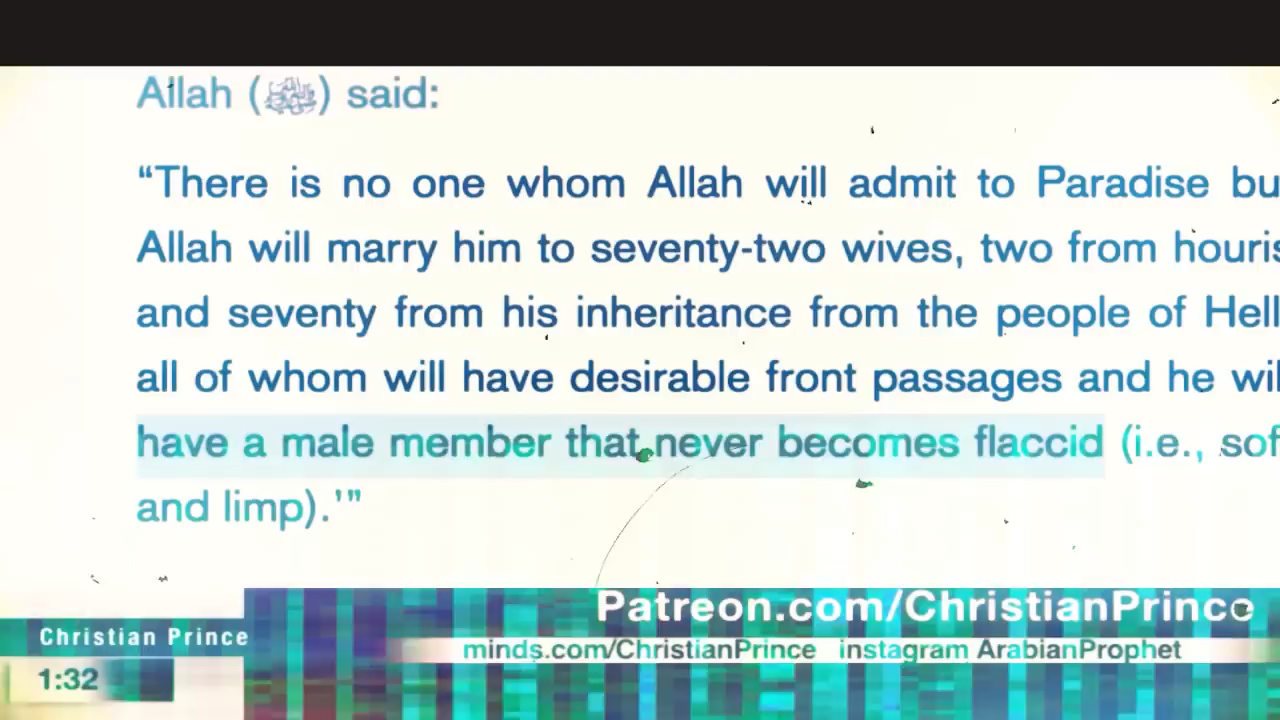 Allah (ﷻ) said:
“There is no one whom Allah will admit to Paradise bu
Allah will marry him to seventy-two wives, two from houris
and seventy from his inheritance from the people of Hell
all of whom will have desirable front passages and he wil
have a male member that never becomes flaccid (i.e., sof
and limp).'”
Patreon.com/ChristianPrince
Christian Prince
minds.com/ChristianPrince instagram ArabianProphet
1:32